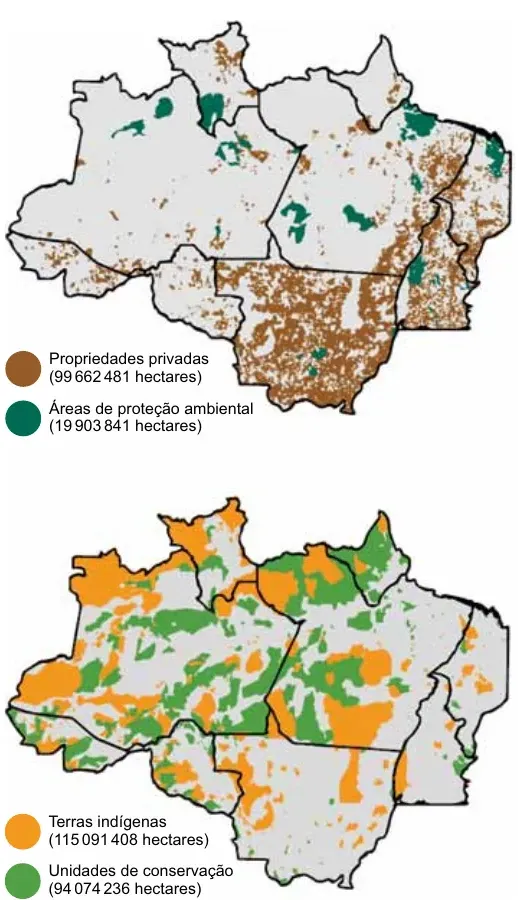 Propriedades privadas
(99 662 481 hectares)
Áreas de proteção ambiental
(19 903 841 hectares)
Terras indígenas
(115 091 408 hectares)
Unidades de conservação
(94 074 236 hectares)